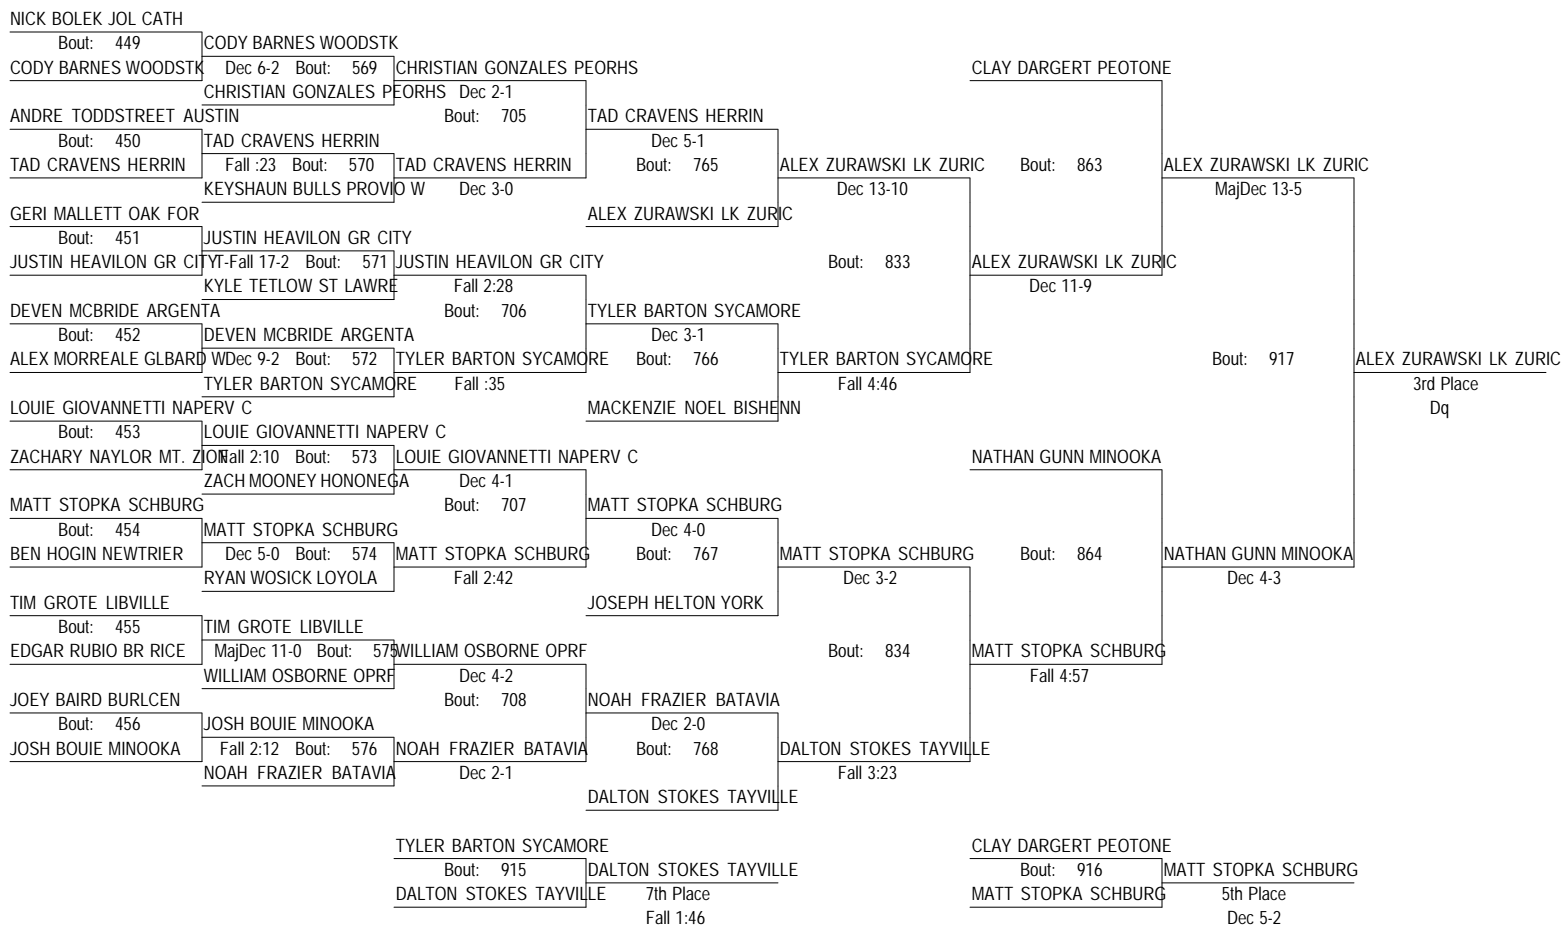 NICK BOLEK JOL CATH
Bout: 449 CODY BARNES WOODSTK
CODY BARNES WOODSTK Dec 6-2 Bout: 569 CHRISTIAN GONZALES PEORHS CLAY DARGERT PEOTONE
CHRISTIAN GONZALES PEORHS Dec 2-1
ANDRE TODDSTREET AUSTIN Bout: 705 TAD CRAVENS HERRIN
Bout: 450 TAD CRAVENS HERRIN Dec 5-1
TAD CRAVENS HERRIN Fall :23 Bout: 570 TAD CRAVENS HERRIN Bout: 765 ALEX ZURAWSKI LK ZURIC Bout: 863 ALEX ZURAWSKI LK ZURIC
KEYSHAUN BULLS PROVIO W Dec 3-0 Dec 13-10 MajDec 13-5
GERI MALLETT OAK FOR ALEX ZURAWSKI LK ZURIC
Bout: 451 JUSTIN HEAVILON GR CITY
JUSTIN HEAVILON GR CITY T-Fall 17-2 Bout: 571 JUSTIN HEAVILON GR CITY Bout: 833 ALEX ZURAWSKI LK ZURIC
KYLE TETLOW ST LAWRE Fall 2:28 Dec 11-9
DEVEN MCBRIDE ARGENTA Bout: 706 TYLER BARTON SYCAMORE
Bout: 452 DEVEN MCBRIDE ARGENTA Dec 3-1
ALEX MORREALE GLBARD W Dec 9-2 Bout: 572 TYLER BARTON SYCAMORE Bout: 766 TYLER BARTON SYCAMORE Bout: 917 ALEX ZURAWSKI LK ZURIC
TYLER BARTON SYCAMORE Fall :35 Fall 4:46 3rd Place
LOUIE GIOVANNETTI NAPERV C MACKENZIE NOEL BISHENN Dq
Bout: 453 LOUIE GIOVANNETTI NAPERV C
ZACHARY NAYLOR MT. ZION Fall 2:10 Bout: 573 LOUIE GIOVANNETTI NAPERV C NATHAN GUNN MINOOKA
ZACH MOONEY HONONEGA Dec 4-1
MATT STOPKA SCHBURG Bout: 707 MATT STOPKA SCHBURG
Bout: 454 MATT STOPKA SCHBURG Dec 4-0
BEN HOGIN NEWTRIER Dec 5-0 Bout: 574 MATT STOPKA SCHBURG Bout: 767 MATT STOPKA SCHBURG Bout: 864 NATHAN GUNN MINOOKA
RYAN WOSICK LOYOLA Fall 2:42 Dec 3-2 Dec 4-3
TIM GROTE LIBVILLE JOSEPH HELTON YORK
Bout: 455 TIM GROTE LIBVILLE
EDGAR RUBIO BR RICE MajDec 11-0 Bout: 575 WILLIAM OSBORNE OPRF Bout: 834 MATT STOPKA SCHBURG
WILLIAM OSBORNE OPRF Dec 4-2 Fall 4:57
JOEY BAIRD BURLCEN Bout: 708 NOAH FRAZIER BATAVIA
Bout: 456 JOSH BOUIE MINOOKA Dec 2-0
JOSH BOUIE MINOOKA Fall 2:12 Bout: 576 NOAH FRAZIER BATAVIA Bout: 768 DALTON STOKES TAYVILLE
NOAH FRAZIER BATAVIA Dec 2-1 Fall 3:23
DALTON STOKES TAYVILLE
TYLER BARTON SYCAMORE CLAY DARGERT PEOTONE
Bout: 915 DALTON STOKES TAYVILLE Bout: 916 MATT STOPKA SCHBURG
DALTON STOKES TAYVILLE 7th Place MATT STOPKA SCHBURG 5th Place
Fall 1:46 Dec 5-2